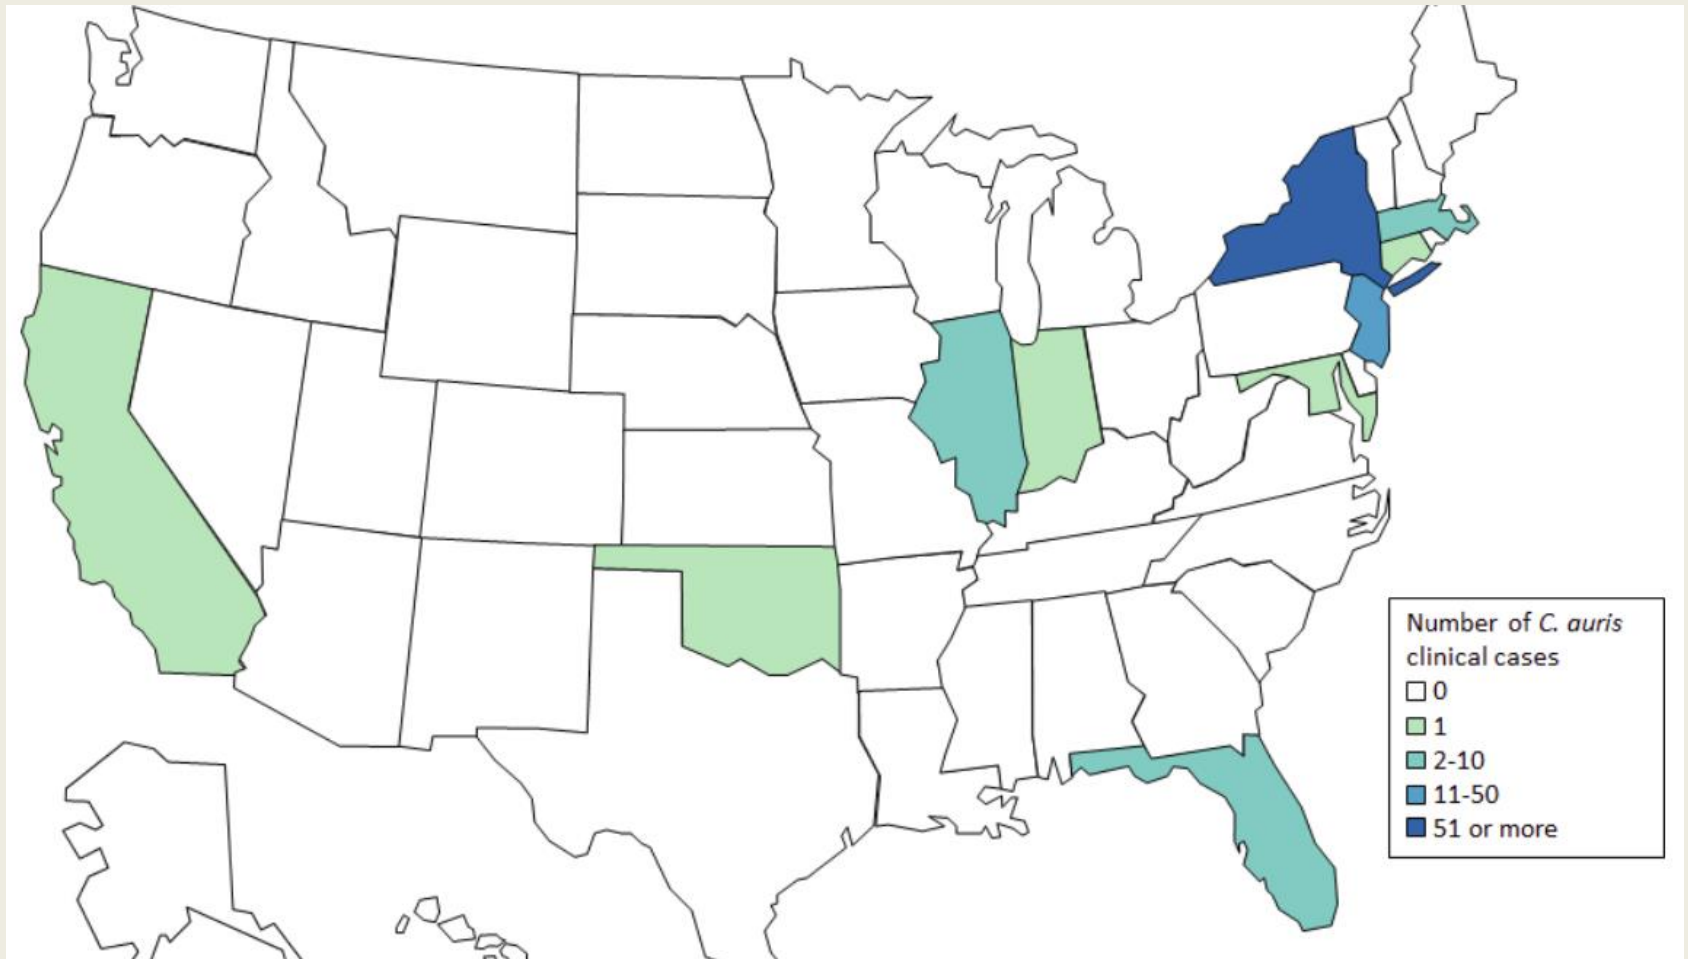 Number of C. auris
clinical cases
0
1
2-10
11-50
51 or more